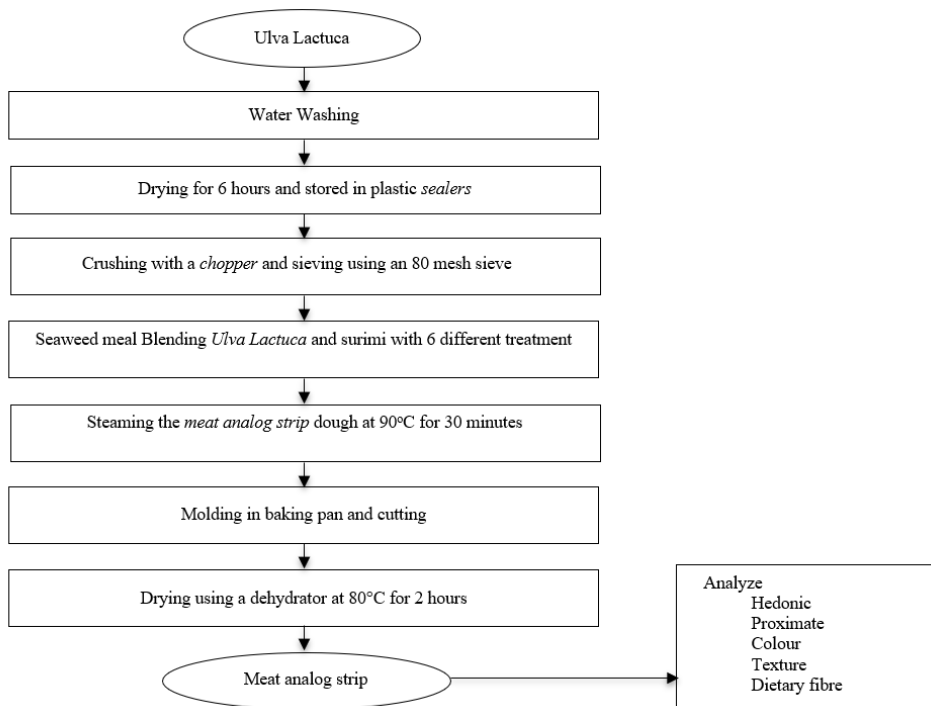 Ulva Lactuca
Water Washing
Drying for 6 hours and stored in plastic sealers
Crushing with a chopper and sieving using an 80 mesh sieve
Seaweed meal Blending Ulva Lactuca and surimi with 6 different treatment
Steaming the meat analog strip dough at 90°C for 30 minutes
Molding in baking pan and cutting
Drying using a dehydrator at 80°C for 2 hours
Meat analog strip
Analyze
Hedonic
Proximate
Colour
Texture
Dietary fibre